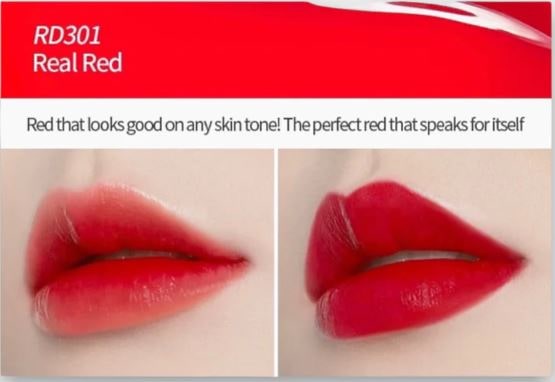 RD301
Real Red
Red that looks good on any skin tone! The perfect red that speaks for itself